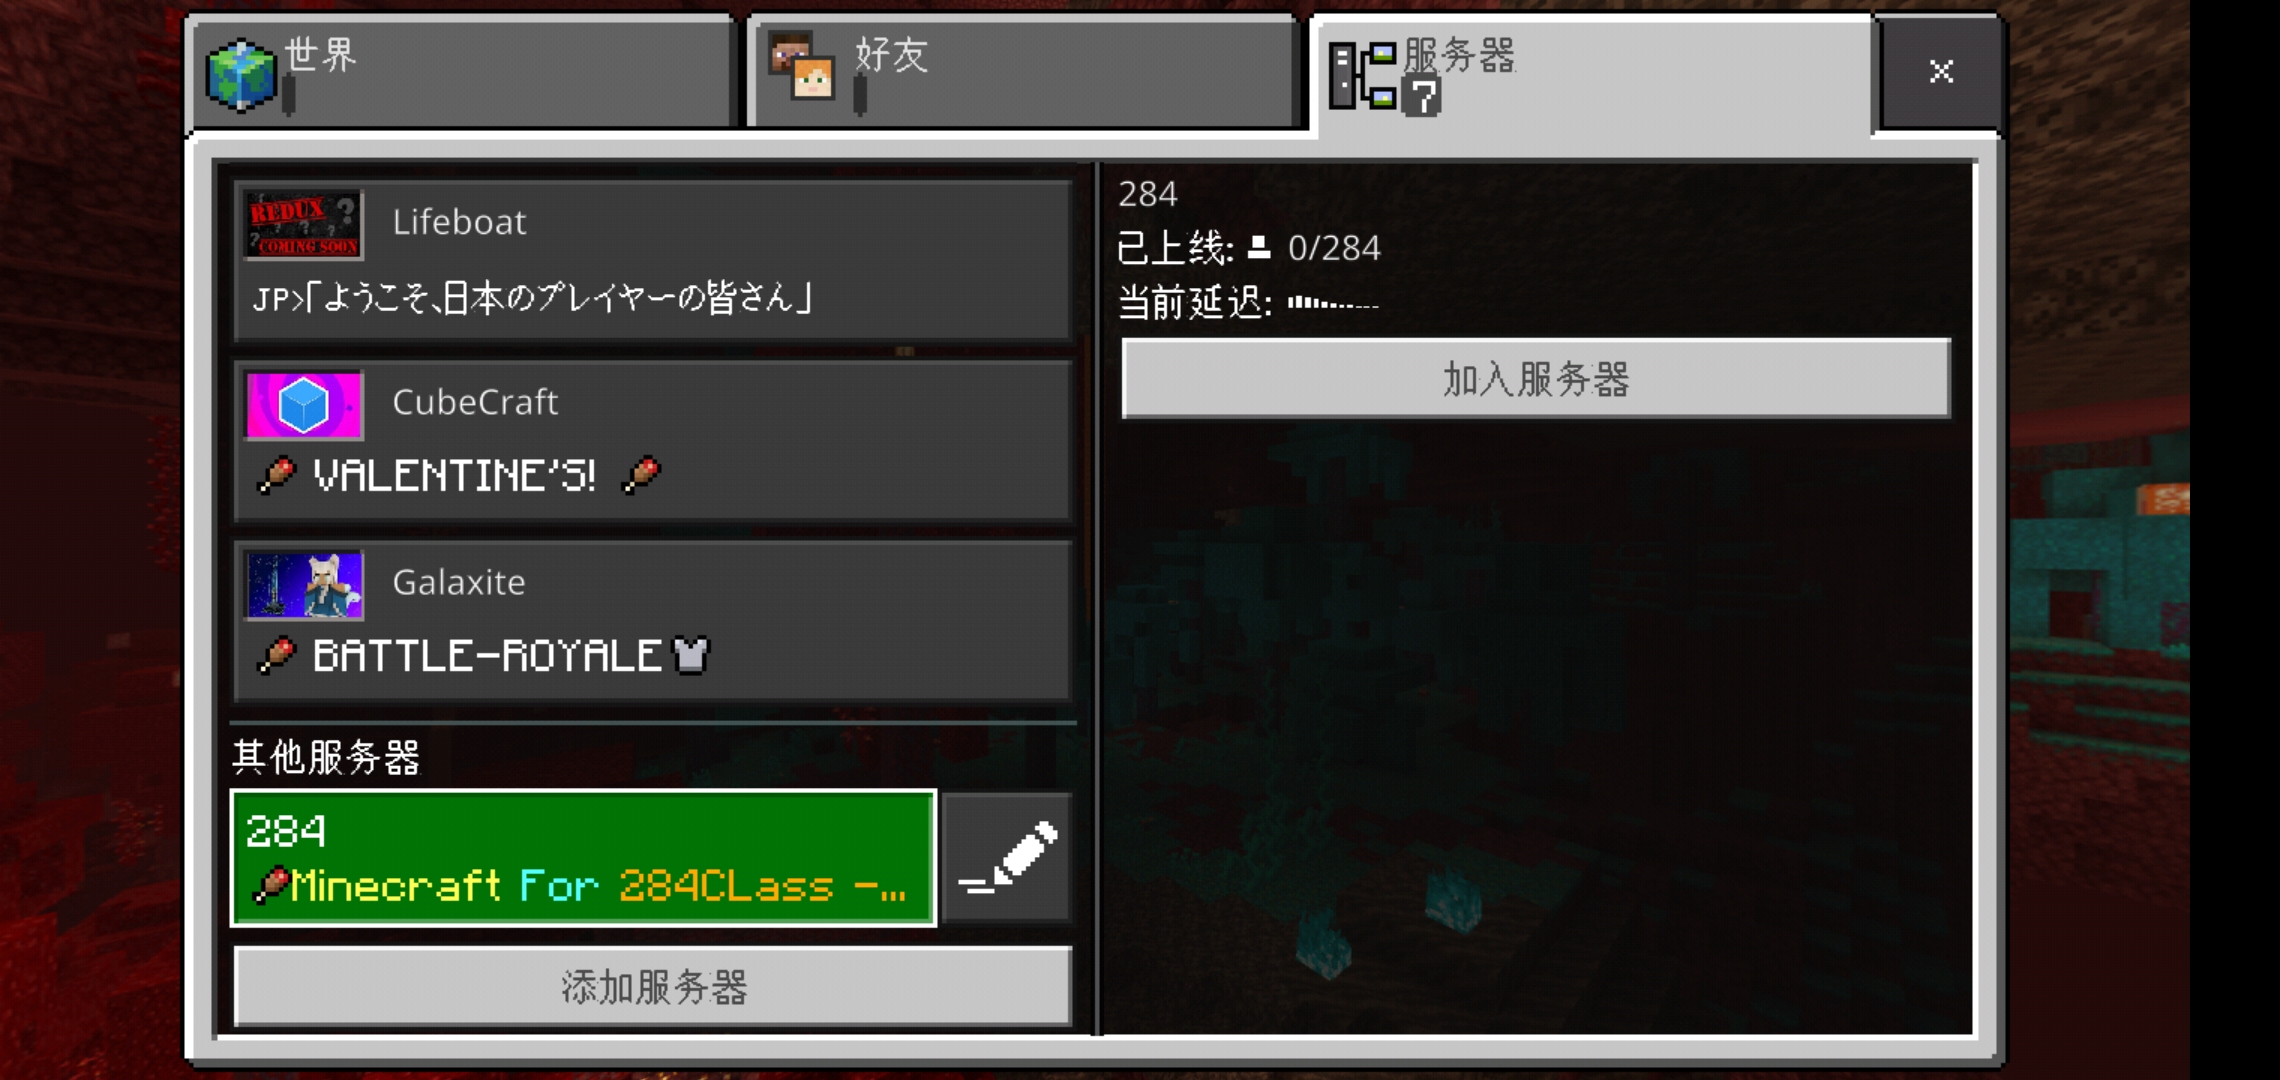 世界
好友
服务器
?
×
REDUX
COMING SOON
Lifeboat
JP>「ようこそ、日本のプレイヤーの皆さん」
CubeCraft
VALENTINE'S!
Galaxite
BATTLE-ROYALE
其他服务器
284
Minecraft For 284CLass -...
添加服务器
284
已上线: 0/284
当前延迟:
加入服务器